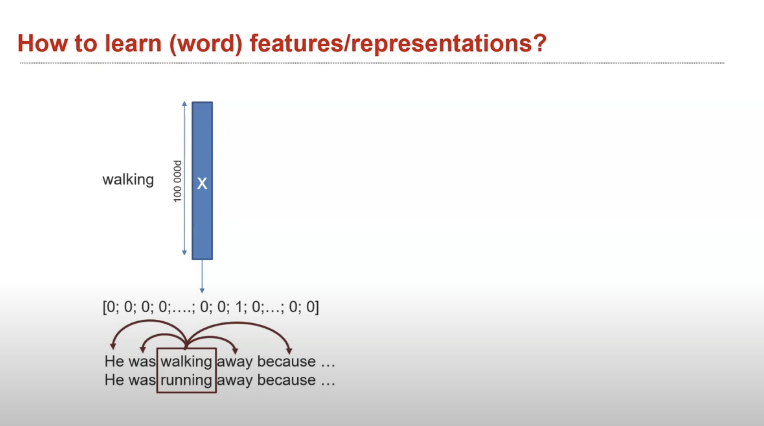 How to learn (word) features/representations?
walking
100 000d
X
[0; 0; 0; 0;....; 0; 0; 1; 0;...; 0; 0]
He was walking away because ...
He was running away because ...